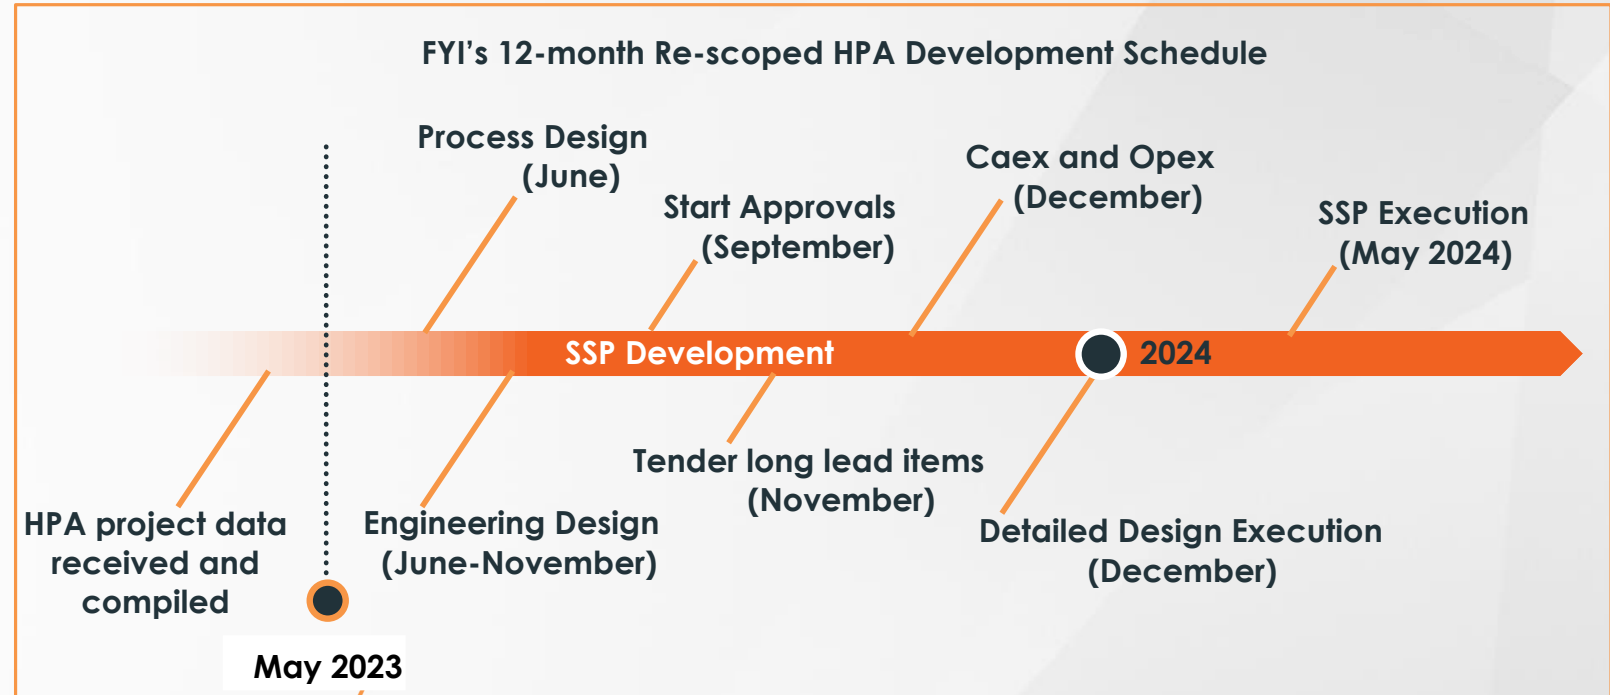 FYI's 12-month Re-scoped HPA Development Schedule
Process Design
(June)
Start Approvals
(September)
Caex and Opex
(December)
SSP Execution
(May 2024)
SSP Development
2024
HPA project data
received and
compiled
Engineering Design
(June-November)
Tender long lead items
(November)
Detailed Design Execution
(December)
May 2023